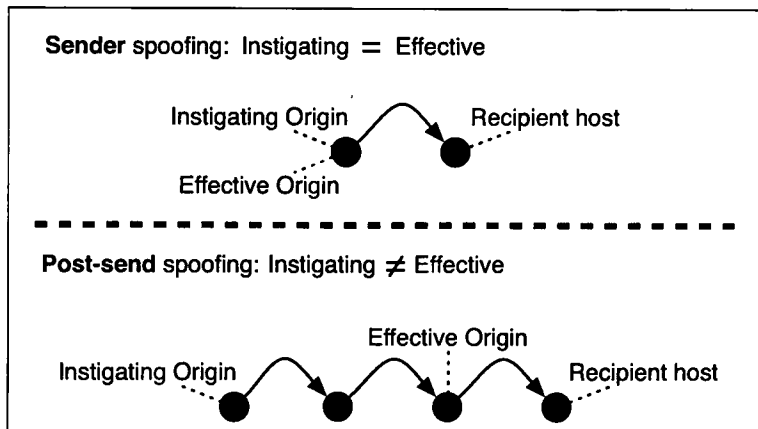 Sender spoofing: Instigating = Effective
Instigating Origin
Recipient host
Effective Origin
Post-send spoofing: Instigating ≠ Effective
Effective Origin
Instigating Origin
Recipient host